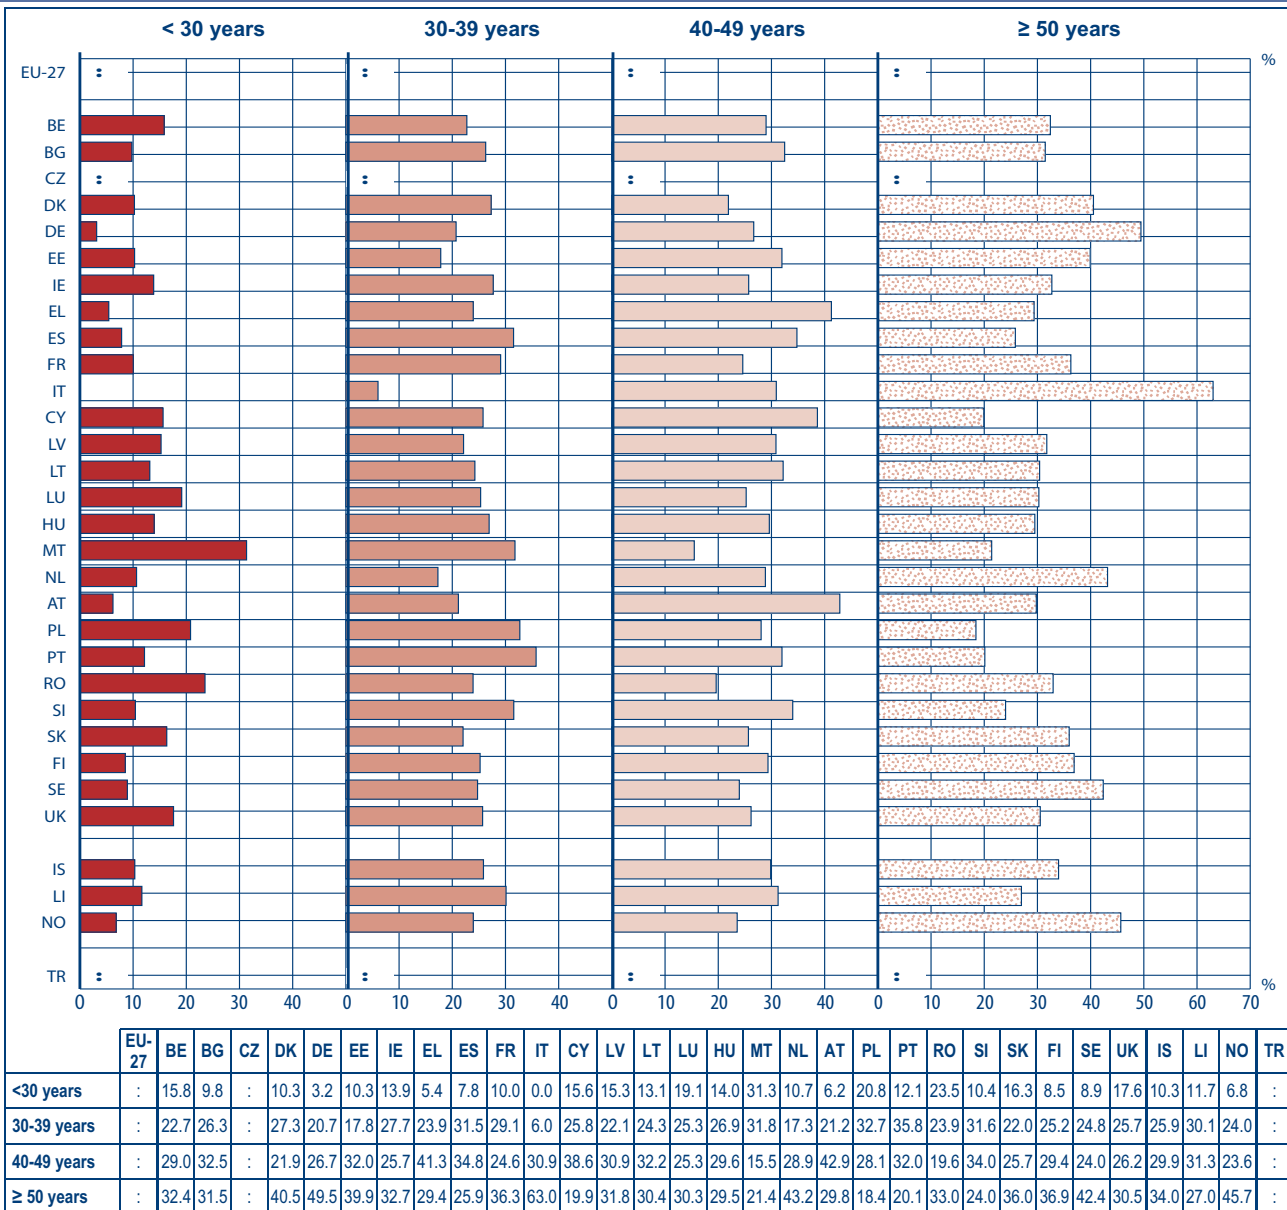 < 30 years 30-39 years 40-49 years ≥ 50 years
EU-27 : : : : %
BE
BG
CZ : : : :
DK
DE
EE
IE
EL
ES
FR
IT
CY
LV
LT
LU
HU
MT
NL
AT
PL
PT
RO
SI
SK
FI
SE
UK
IS
LI
NO
TR : : : : %
0 10 20 30 40 50 0 10 20 30 40 50 0 10 20 30 40 50 0 10 20 30 40 50 60 70
EU-27 BE BG CZ DK DE EE IE EL ES FR IT CY LV LT LU HU MT NL AT PL PT RO SI SK FI SE UK IS LI NO TR
<30 years : 15.8 9.8 : 10.3 3.2 10.3 13.9 5.4 7.8 10.0 0.0 15.6 15.3 13.1 19.1 14.0 31.3 10.7 6.2 20.8 12.1 23.5 10.4 16.3 8.5 8.9 17.6 10.3 11.7 6.8 :
30-39 years : 22.7 26.3 : 27.3 20.7 17.8 27.7 23.9 31.5 29.1 6.0 25.8 22.1 24.3 25.3 26.9 31.8 17.3 21.2 32.7 35.8 23.9 31.6 22.0 25.2 24.8 25.7 25.9 30.1 24.0 :
40-49 years : 29.0 32.5 : 21.9 26.7 32.0 25.7 41.3 34.8 24.6 30.9 38.6 30.9 32.2 25.3 29.6 15.5 28.9 42.9 28.1 32.0 19.6 34.0 25.7 29.4 24.0 26.2 29.9 31.3 23.6 :
≥ 50 years : 32.4 31.5 : 40.5 49.5 39.9 32.7 29.4 25.9 36.3 63.0 19.9 31.8 30.4 30.3 29.5 21.4 43.2 29.8 18.4 20.1 33.0 24.0 36.0 36.9 42.4 30.5 34.0 27.0 45.7 :